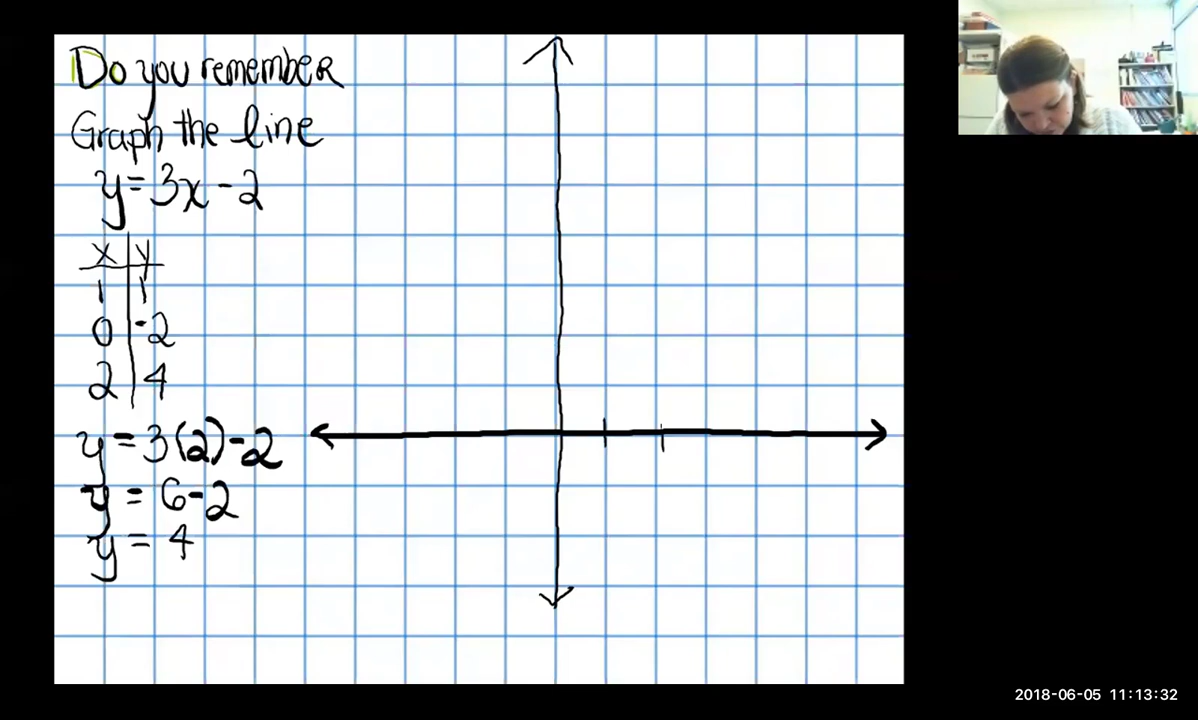 Do you remember
Graph the line
y=3x-2
x y
1 1
0 -2
2 4
y = 3(2)-2
y = 6-2
y = 4
2018-06-05 11:13:32